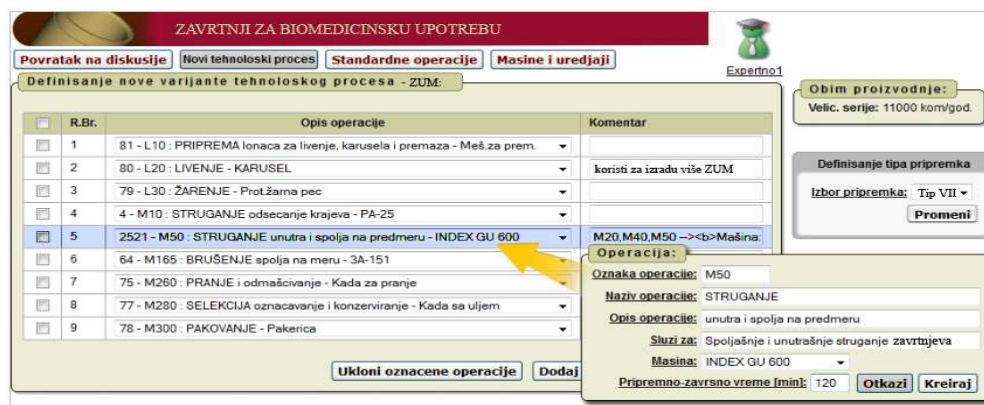 ZAVRTNJI ZA BIOMEDICINSKU UPOTREBU
Povratak na diskusije Novi tehnoloski proces Standardne operacije Masine i uredjaji
Expertno1
Definisanje nove varijante tehnoloskog procesa - ZUM:
R.Br. Opis operacije Komentar
1 81 - L10 : PRIPREMA lonaca za livenje, karusela i premaza - Meš.za prem.
2 80 - L20 : LIVENJE - KARUSEL koristi za izradu više ZUM
3 79 - L30 : ŽARENJE - Prot.žarna pec
4 4 - M10 : STRUGANJE odsecanje krajeva - PA-25
5 2521 - M50 : STRUGANJE unutra i spolja na predmeru - INDEX GU 600 M20,M40,M50 --><b>Mašina:
6 64 - M165 : BRUŠENJE spolja na meru - 3A-151
7 75 - M260 : PRANJE i odmašcivanje - Kada za pranje
8 77 - M280 : SELEKCIJA oznacavanje i konzerviranje - Kada sa uljem
9 78 - M300 : PAKOVANJE - Pakerica
Ukloni oznacene operacije Dodaj
Obim proizvodnje:
Velic. serije: 11000 kom/god.
Definisanje tipa pripremka
Izbor pripremka: Tip VII
Promeni
Operacija:
Oznaka operacije: M50
Naziv operacije: STRUGANJE
Opis operacije: unutra i spolja na predmeru
Sluzi za: Spoljašnje i unutrašnje struganje zavrtnjeva
Masina: INDEX GU 600
Pripremno-zavrsno vreme [min]: 120 Otkazi Kreiraj